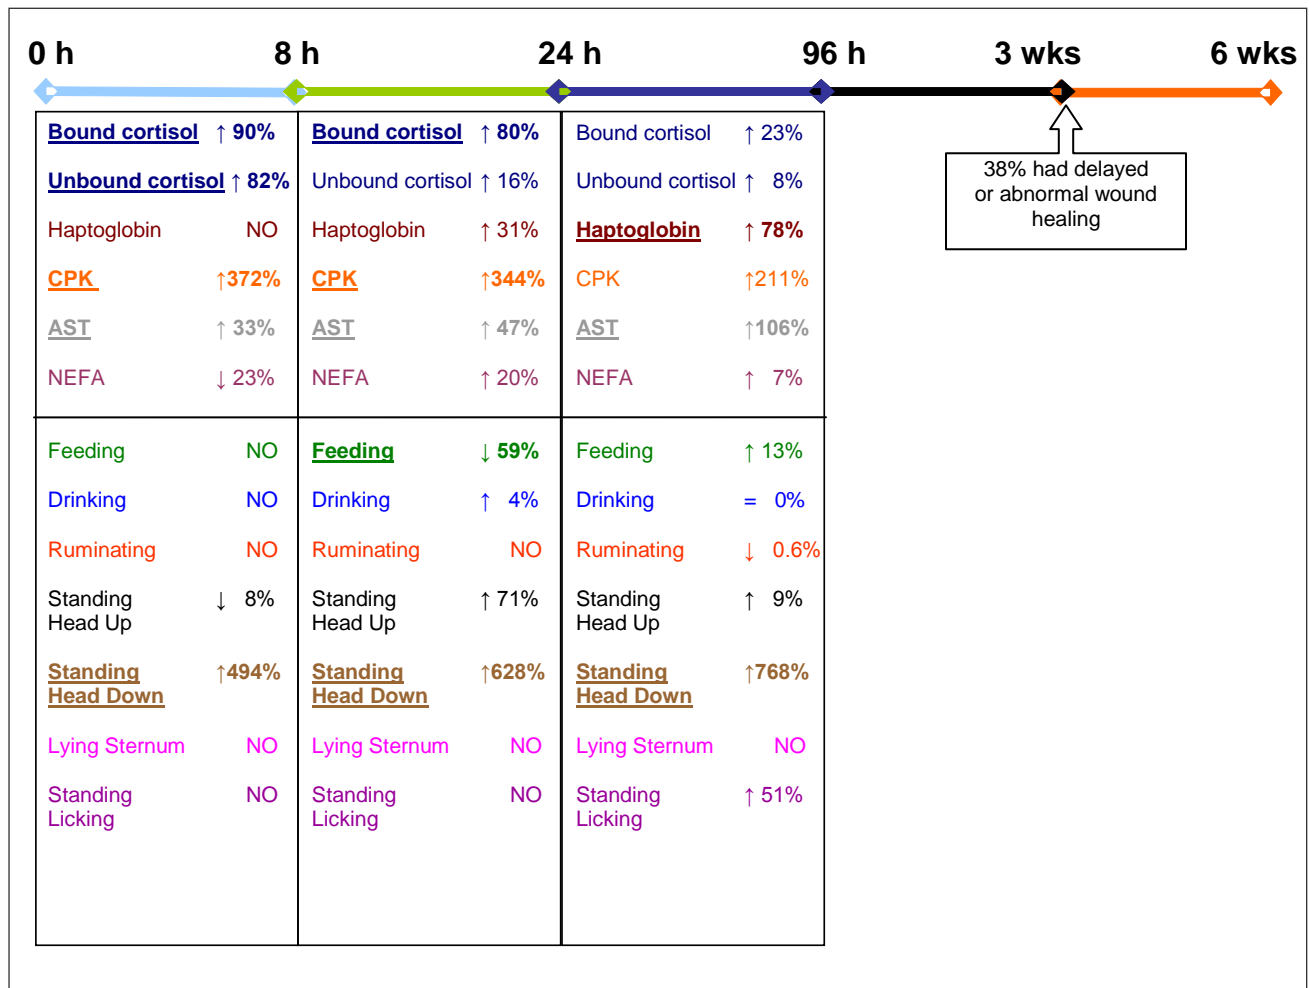 0 h 8 h 24 h 96 h 3 wks 6 wks
Bound cortisol ↑ 90% Bound cortisol ↑ 80% Bound cortisol ↑ 23%
38% had delayed
or abnormal wound
healing
Unbound cortisol ↑ 82% Unbound cortisol ↑ 16% Unbound cortisol ↑ 8%
Haptoglobin NO Haptoglobin ↑ 31% Haptoglobin ↑ 78%
CPK ↑372% CPK ↑344% CPK ↑211%
AST ↑ 33% AST ↑ 47% AST ↑106%
NEFA ↓ 23% NEFA ↑ 20% NEFA ↑ 7%
Feeding NO Feeding ↓ 59% Feeding ↑ 13%
Drinking NO Drinking ↑ 4% Drinking = 0%
Ruminating NO Ruminating NO Ruminating ↓ 0.6%
Standing ↓ 8% Standing ↑ 71% Standing ↑ 9%
Head Up Head Up Head Up
Standing ↑494% Standing ↑628% Standing ↑768%
Head Down Head Down Head Down
Lying Sternum NO Lying Sternum NO Lying Sternum NO
Standing NO Standing NO Standing ↑ 51%
Licking Licking Licking